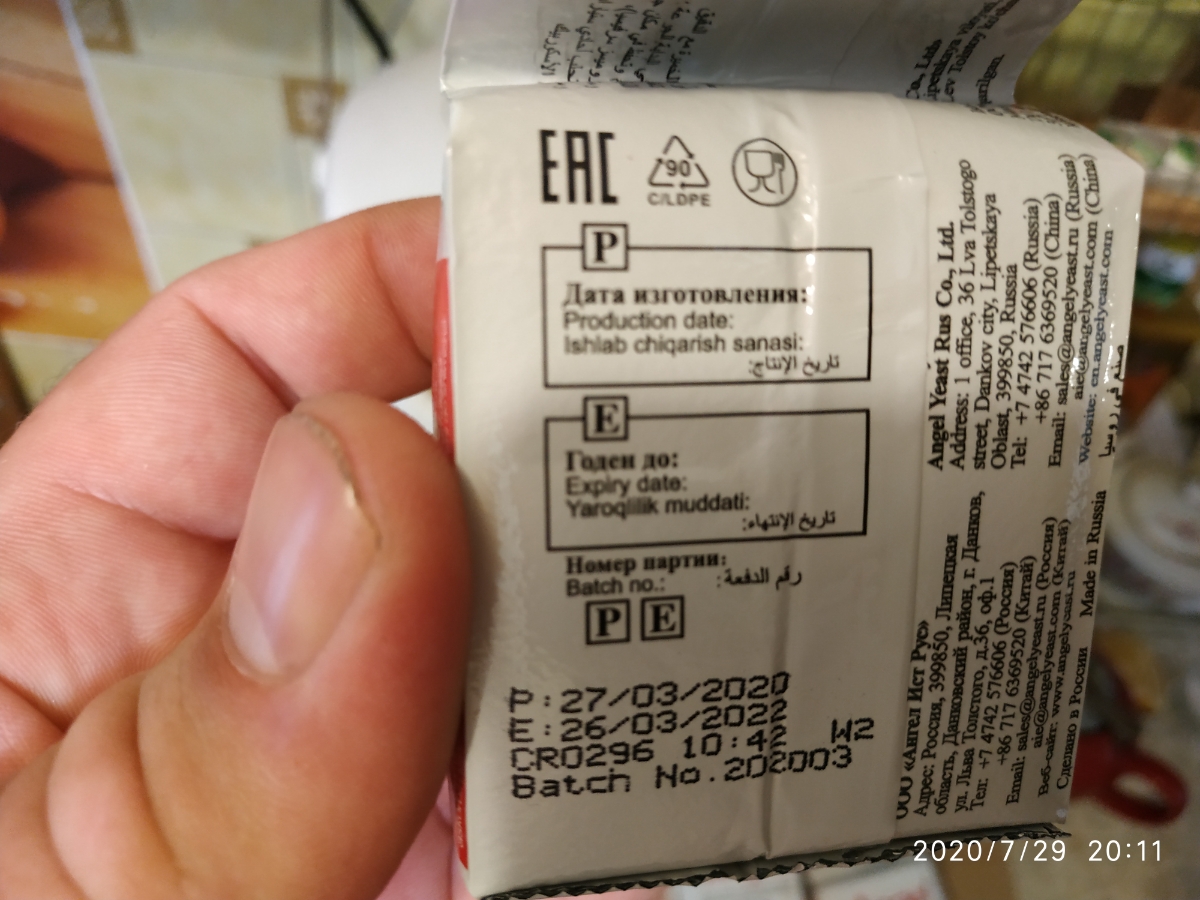 Co., Ltd.
EAC
90
C/LDPE
P
Дата изготовления:
Production date:
Ishlab chiqarish sanasi:
تاريخ الإنتاج:
E
Годен до:
Expiry date:
Yaroqlilik muddati:
تاريخ الإنتهاء:
Номер партии:
Batch no.: رقم الدفعة:
P E
P:27/03/2020
E:26/03/2022
CR0296 10:42 W2
Batch No.202003
Angel Yeast Rus Co., Ltd.
Address: 1 office, 36 Lva Tolstogo
street, Dankov city, Lipetskaya
Oblast, 399850, Russia
Tel: +7 4742 576606 (Russia)
+86 717 6369520 (China)
Email: sales@angelyeast.ru (Russia)
aie@angelyeast.com (China)
Website: en.angelyeast.com
صنع في روسيا
ООО «Ангел Ист Рус»
Адрес: Россия, 399850, Липецкая
область, Данковский район, г. Данков,
ул. Льва Толстого, д.36, оф.1
Тел: +7 4742 576606 (Россия)
+86 717 6369520 (Китай)
Email: sales@angelyeast.ru (Россия)
aie@angelyeast.com (Китай)
Веб-сайт: www.angelyeast.ru
Сделано в России Made in Russia
2020/7/29 20:11